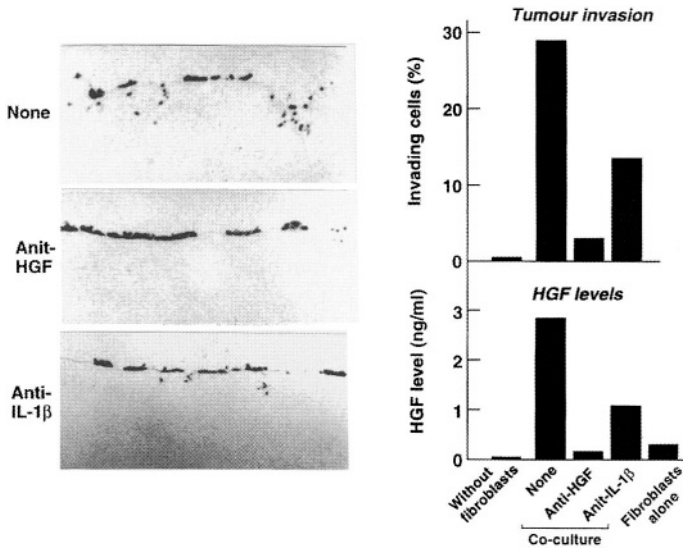 None
Anit-
HGF
Anti-
IL-1β
Tumour invasion
Invading cells (%)
30
20
10
0
HGF levels
HGF level (ng/ml)
3
2
1
0
Without
fibroblasts
None
Anti-HGF
Anit-IL-1β
Fibroblasts
alone
Co-culture